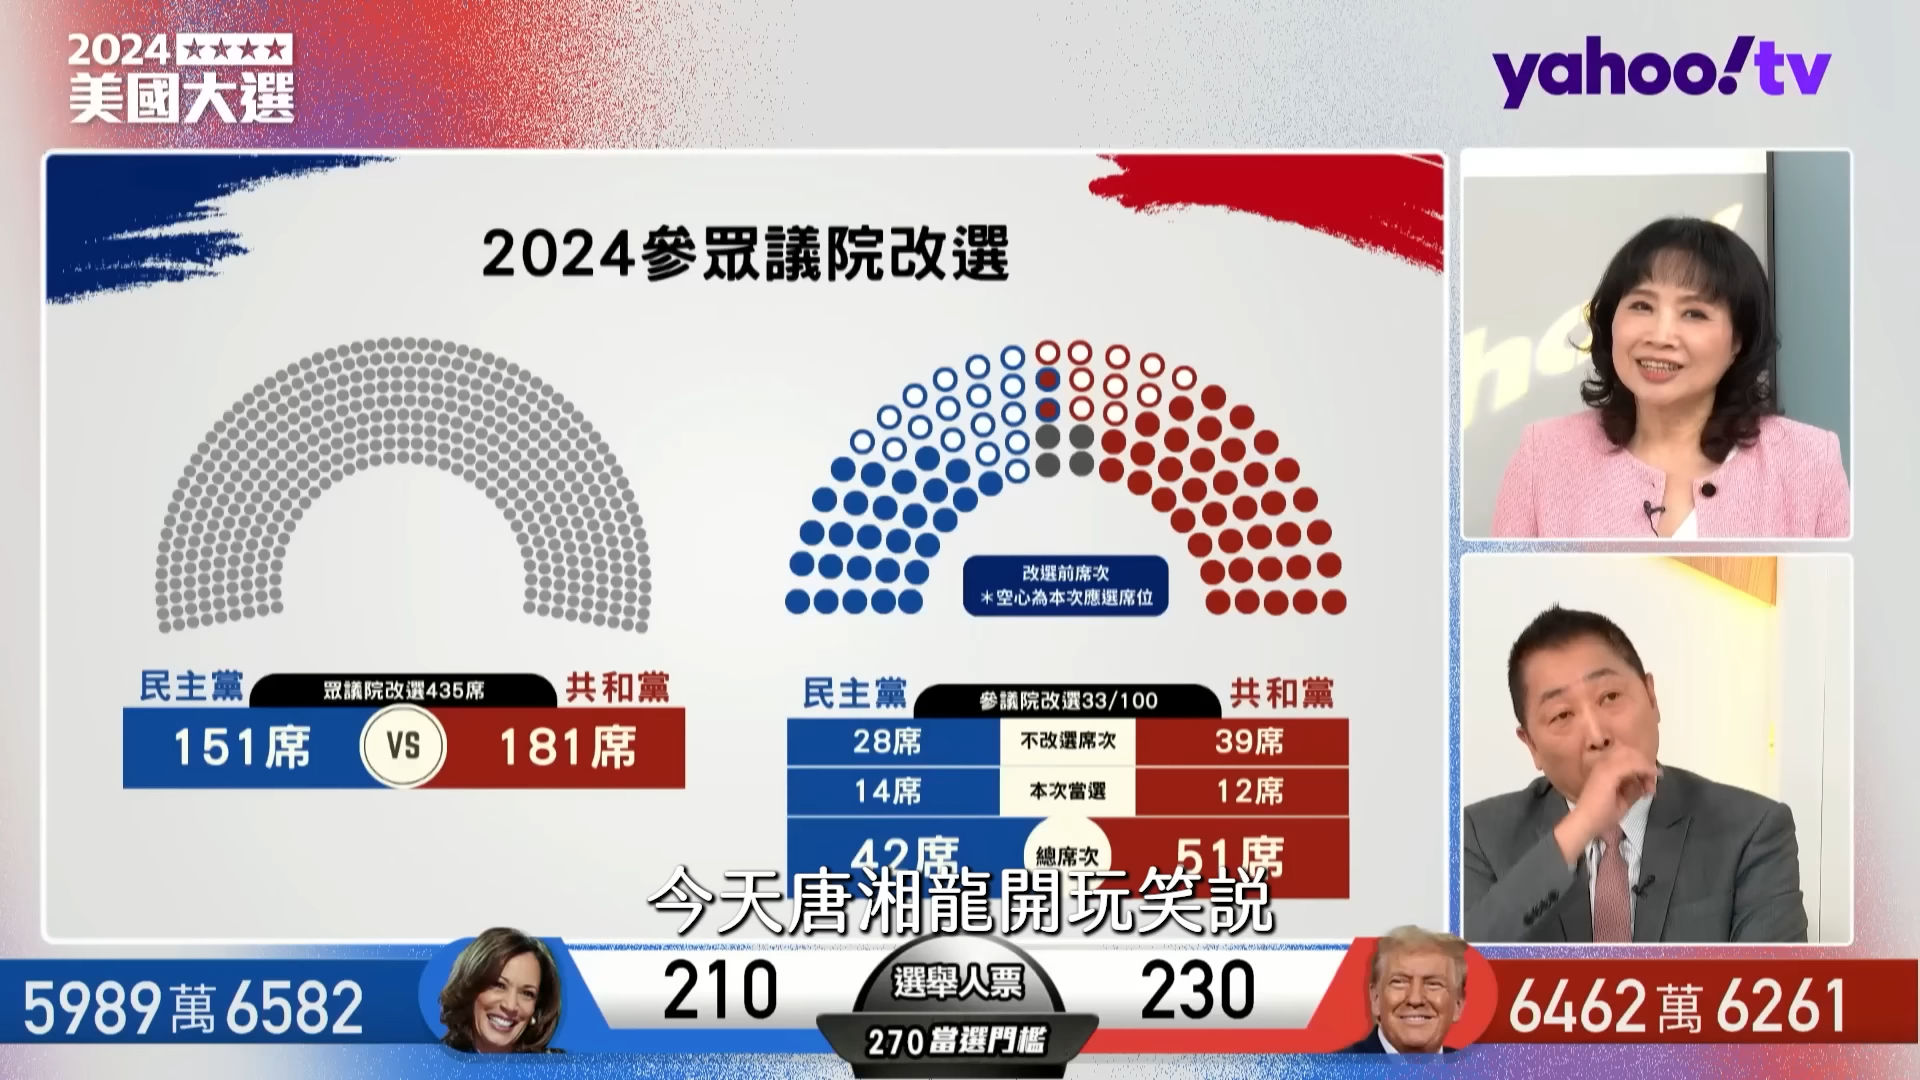 2024
美國大選
yahoo!tv
2024參眾議院改選
改選前席次
*空心為本次應選席位
民主黨 眾議院改選435席 共和黨
151席 VS 181席
民主黨 參議院改選33/100 共和黨
28席 不改選席次 39席
14席 本次當選 12席
42席 總席次 51席
今天唐湘龍開玩笑說
5989萬6582 210 選舉人票 230 6462萬6261
270當選門檻